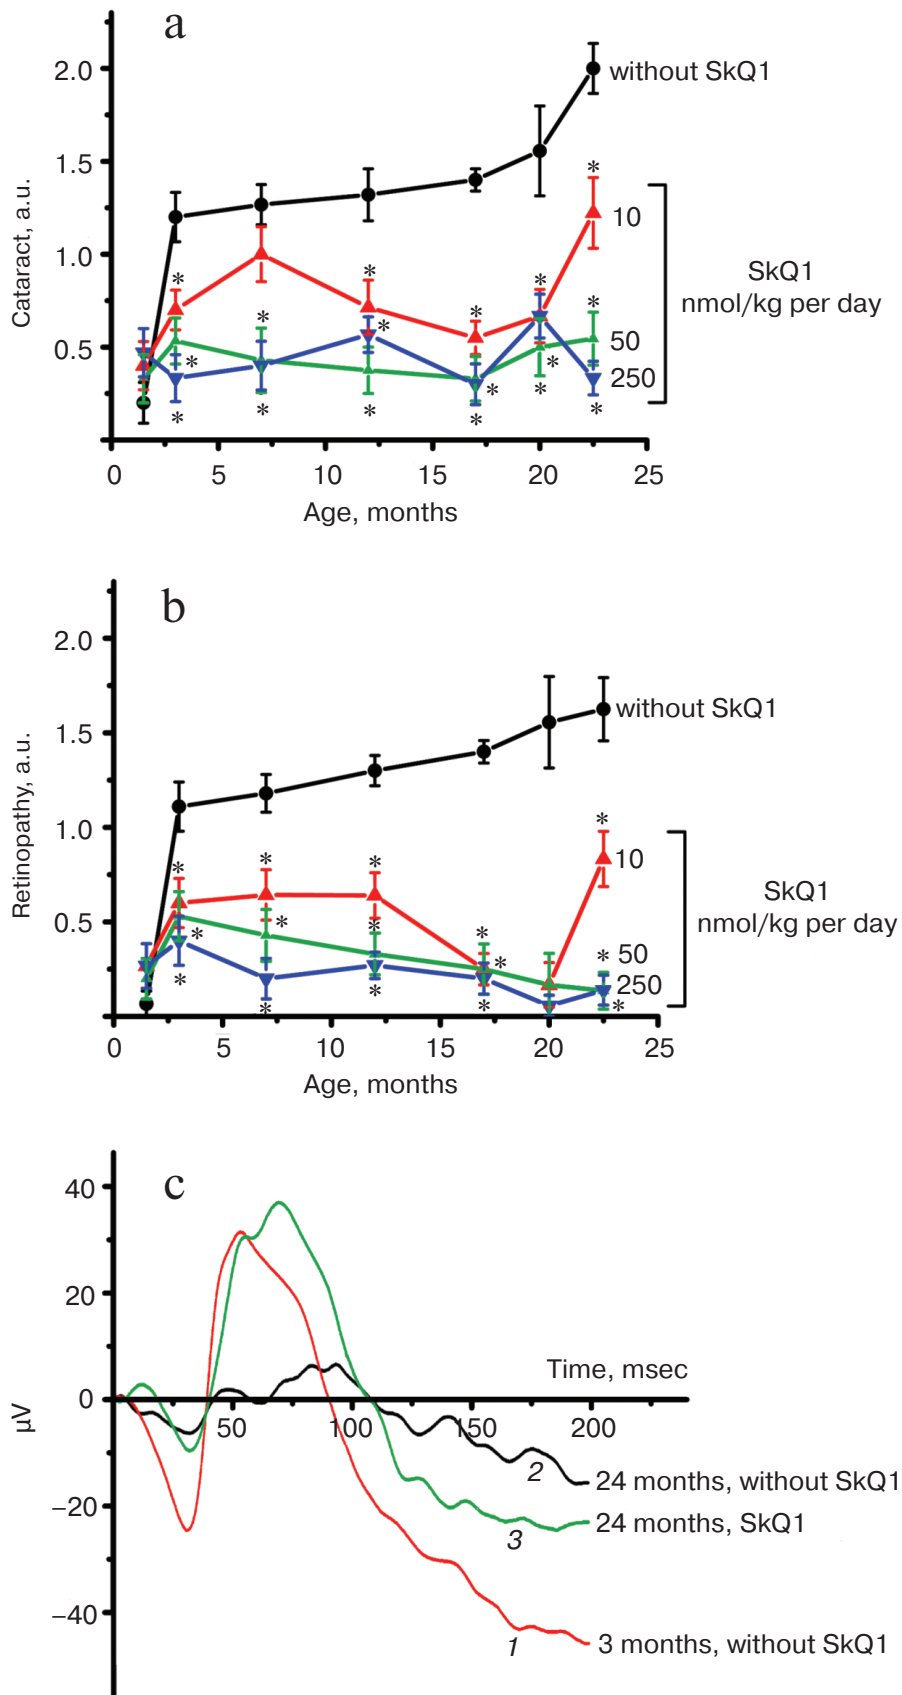 a
2.0
without SkQ1
1.5
10
1.0
SkQ1
nmol/kg per day
Cataract, a.u.
0.5
50
250
0 5 10 15 20 25
Age, months
b
2.0
without SkQ1
1.5
1.0
10
SkQ1
nmol/kg per day
Retinopathy, a.u.
0.5
50
250
0 5 10 15 20 25
Age, months
c
40
20
Time, msec
0
50 100 150 200
µV
2 24 months, without SkQ1
−20
3 24 months, SkQ1
−40
1 3 months, without SkQ1